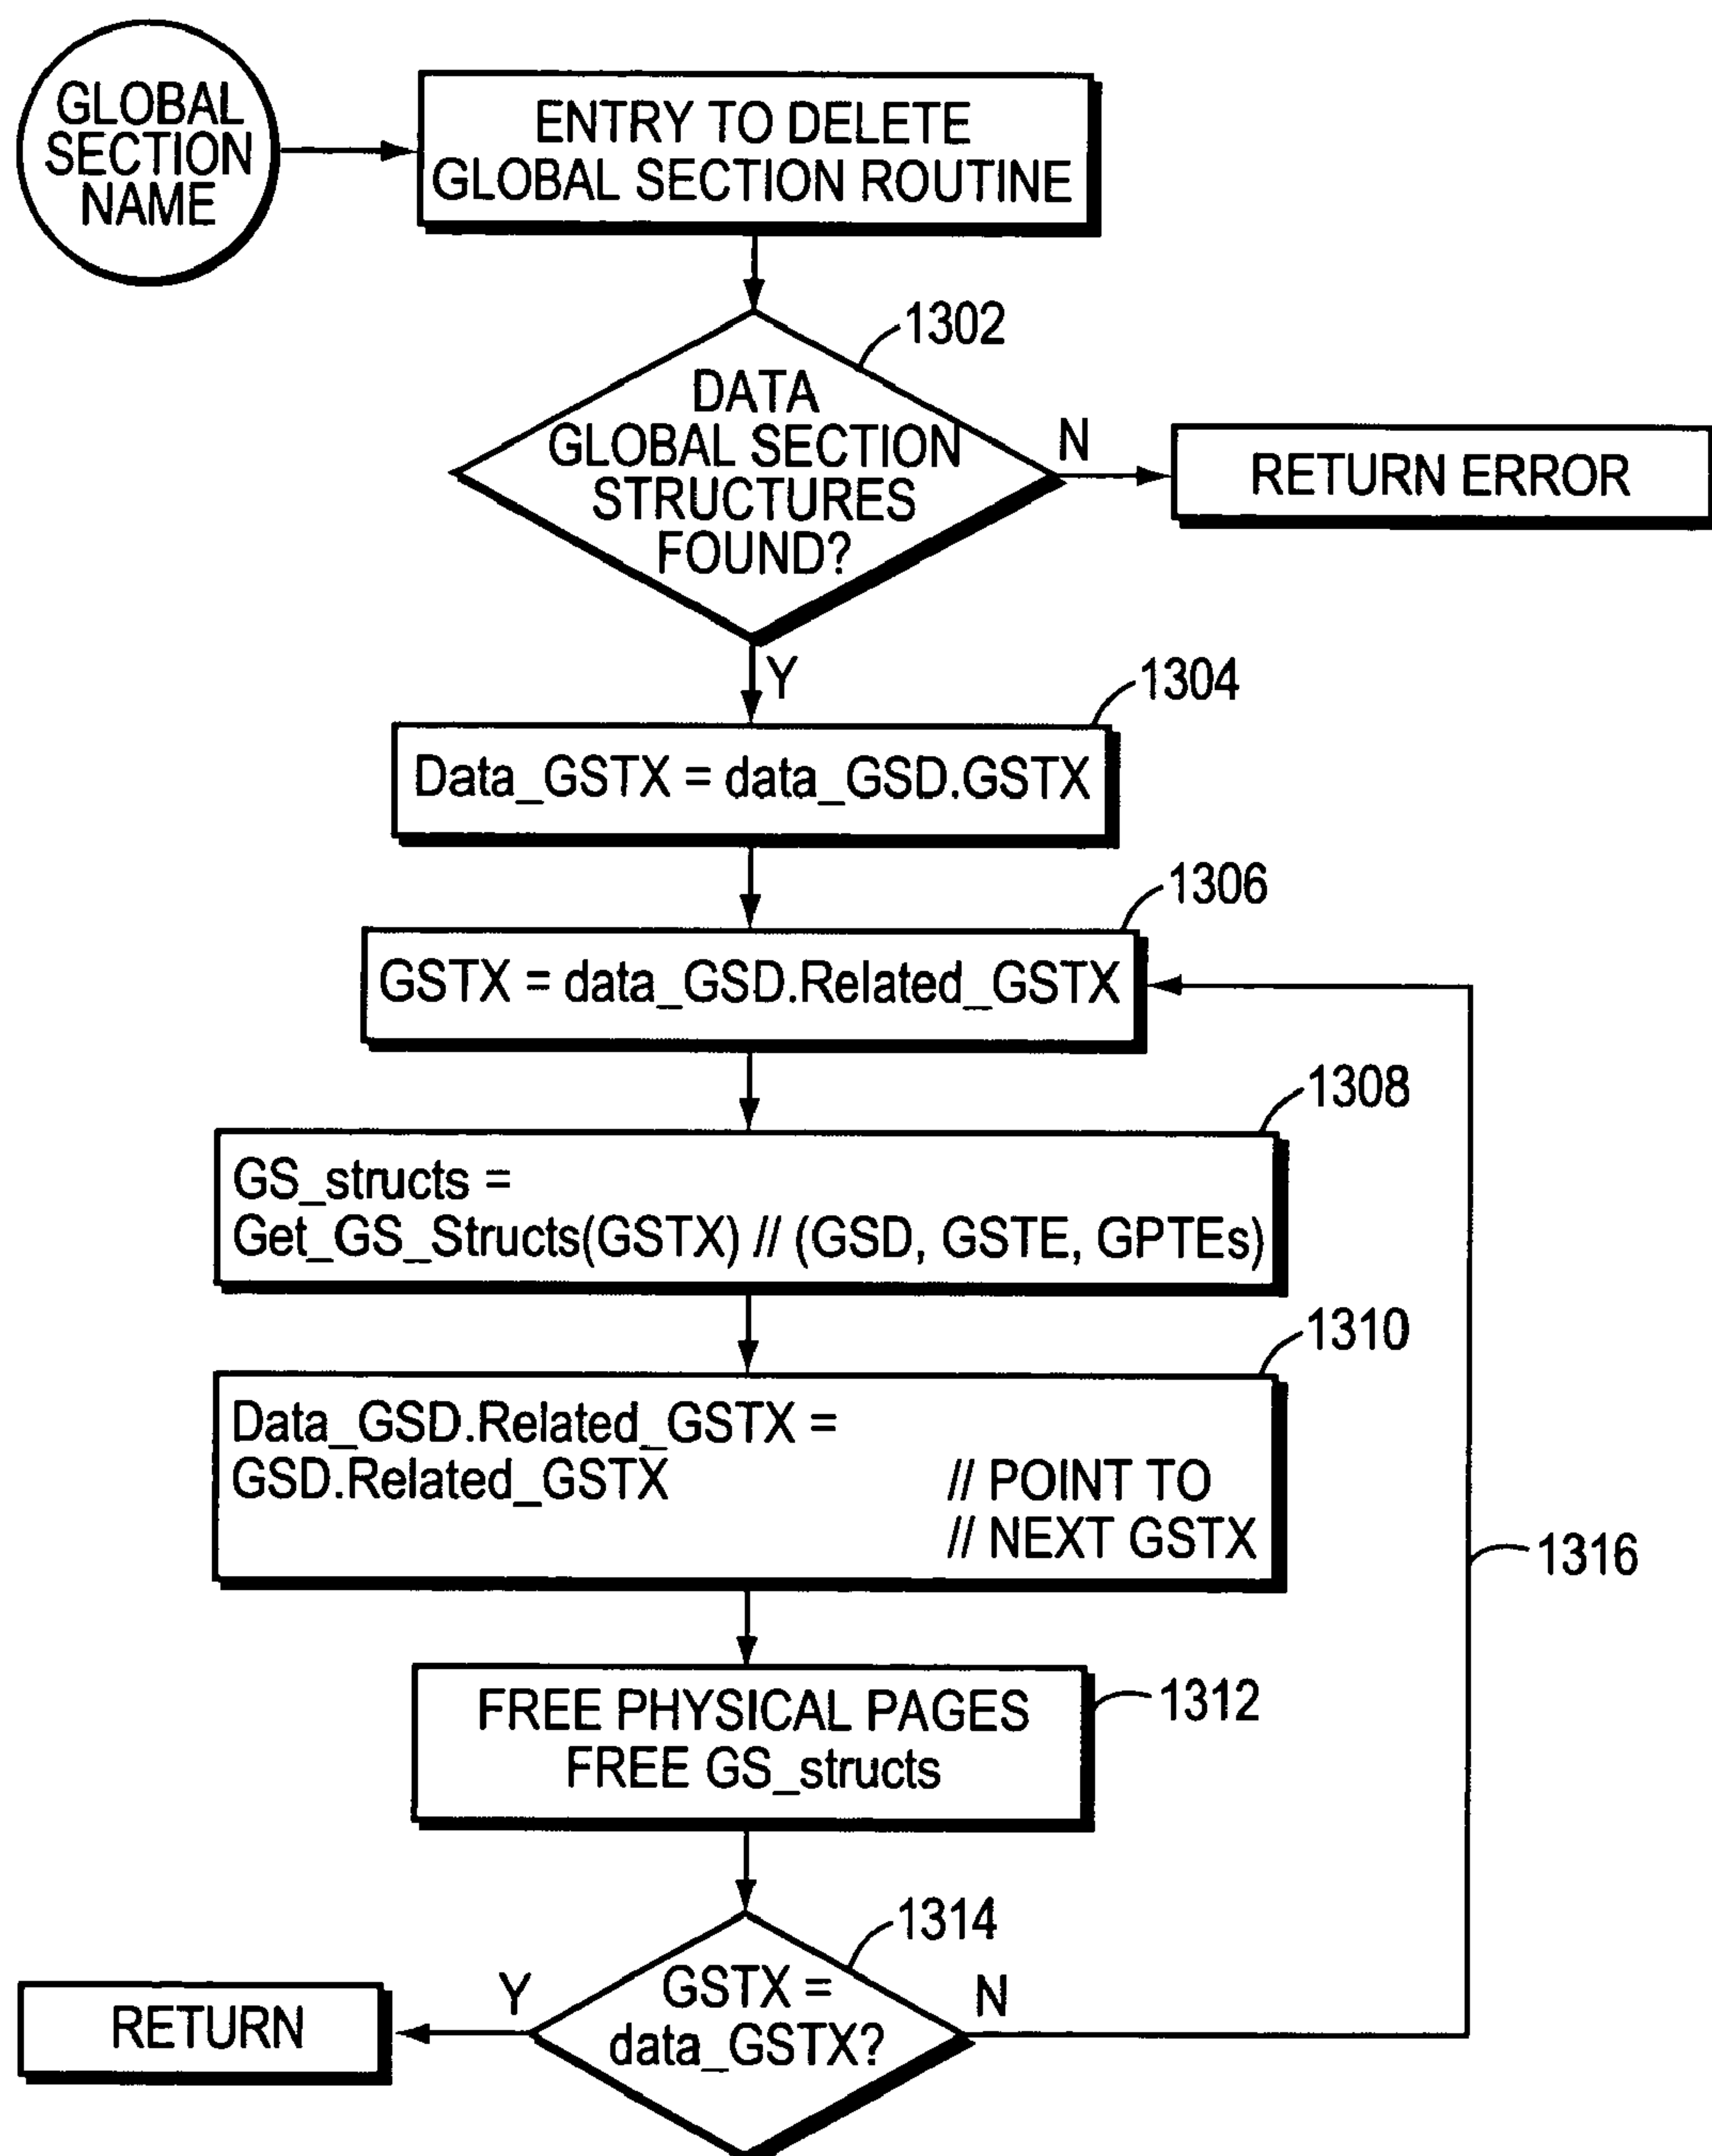 GLOBAL
SECTION
NAME
ENTRY TO DELETE
GLOBAL SECTION ROUTINE
1302
DATA
GLOBAL SECTION
STRUCTURES
FOUND?
N
RETURN ERROR
Y
1304
Data_GSTX = data_GSD.GSTX
1306
GSTX = data_GSD.Related_GSTX
1308
GS_structs =
Get_GS_Structs(GSTX) // (GSD, GSTE, GPTEs)
1310
Data_GSD.Related_GSTX =
GSD.Related_GSTX // POINT TO
// NEXT GSTX
1316
FREE PHYSICAL PAGES
FREE GS_structs
1312
1314
GSTX =
data_GSTX?
Y
N
RETURN